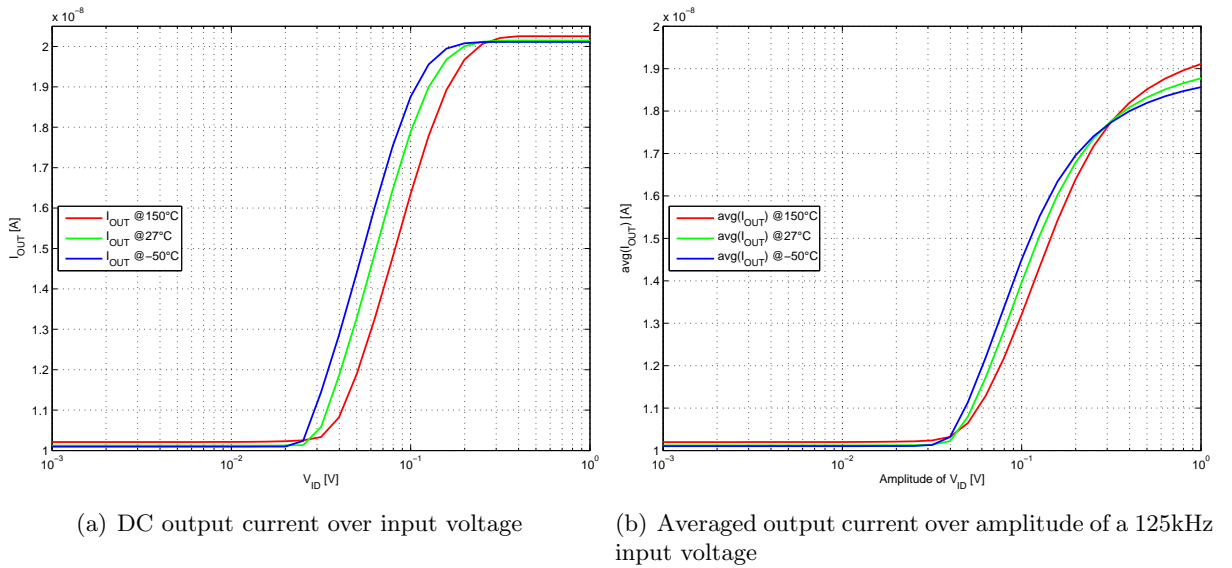 x 10⁻⁸
2
1.9
1.8
1.7
1.6
1.5
1.4
1.3
1.2
1.1
1
I_OUT [A]
I_OUT @150°C
I_OUT @27°C
I_OUT @−50°C
10⁻³
10⁻²
10⁻¹
10⁰
V_ID [V]
(a) DC output current over input voltage
x 10⁻⁸
2
1.9
1.8
1.7
1.6
1.5
1.4
1.3
1.2
1.1
1
avg(I_OUT) [A]
avg(I_OUT) @150°C
avg(I_OUT) @27°C
avg(I_OUT) @−50°C
10⁻³
10⁻²
10⁻¹
10⁰
Amplitude of V_ID [V]
(b) Averaged output current over amplitude of a 125kHz
input voltage